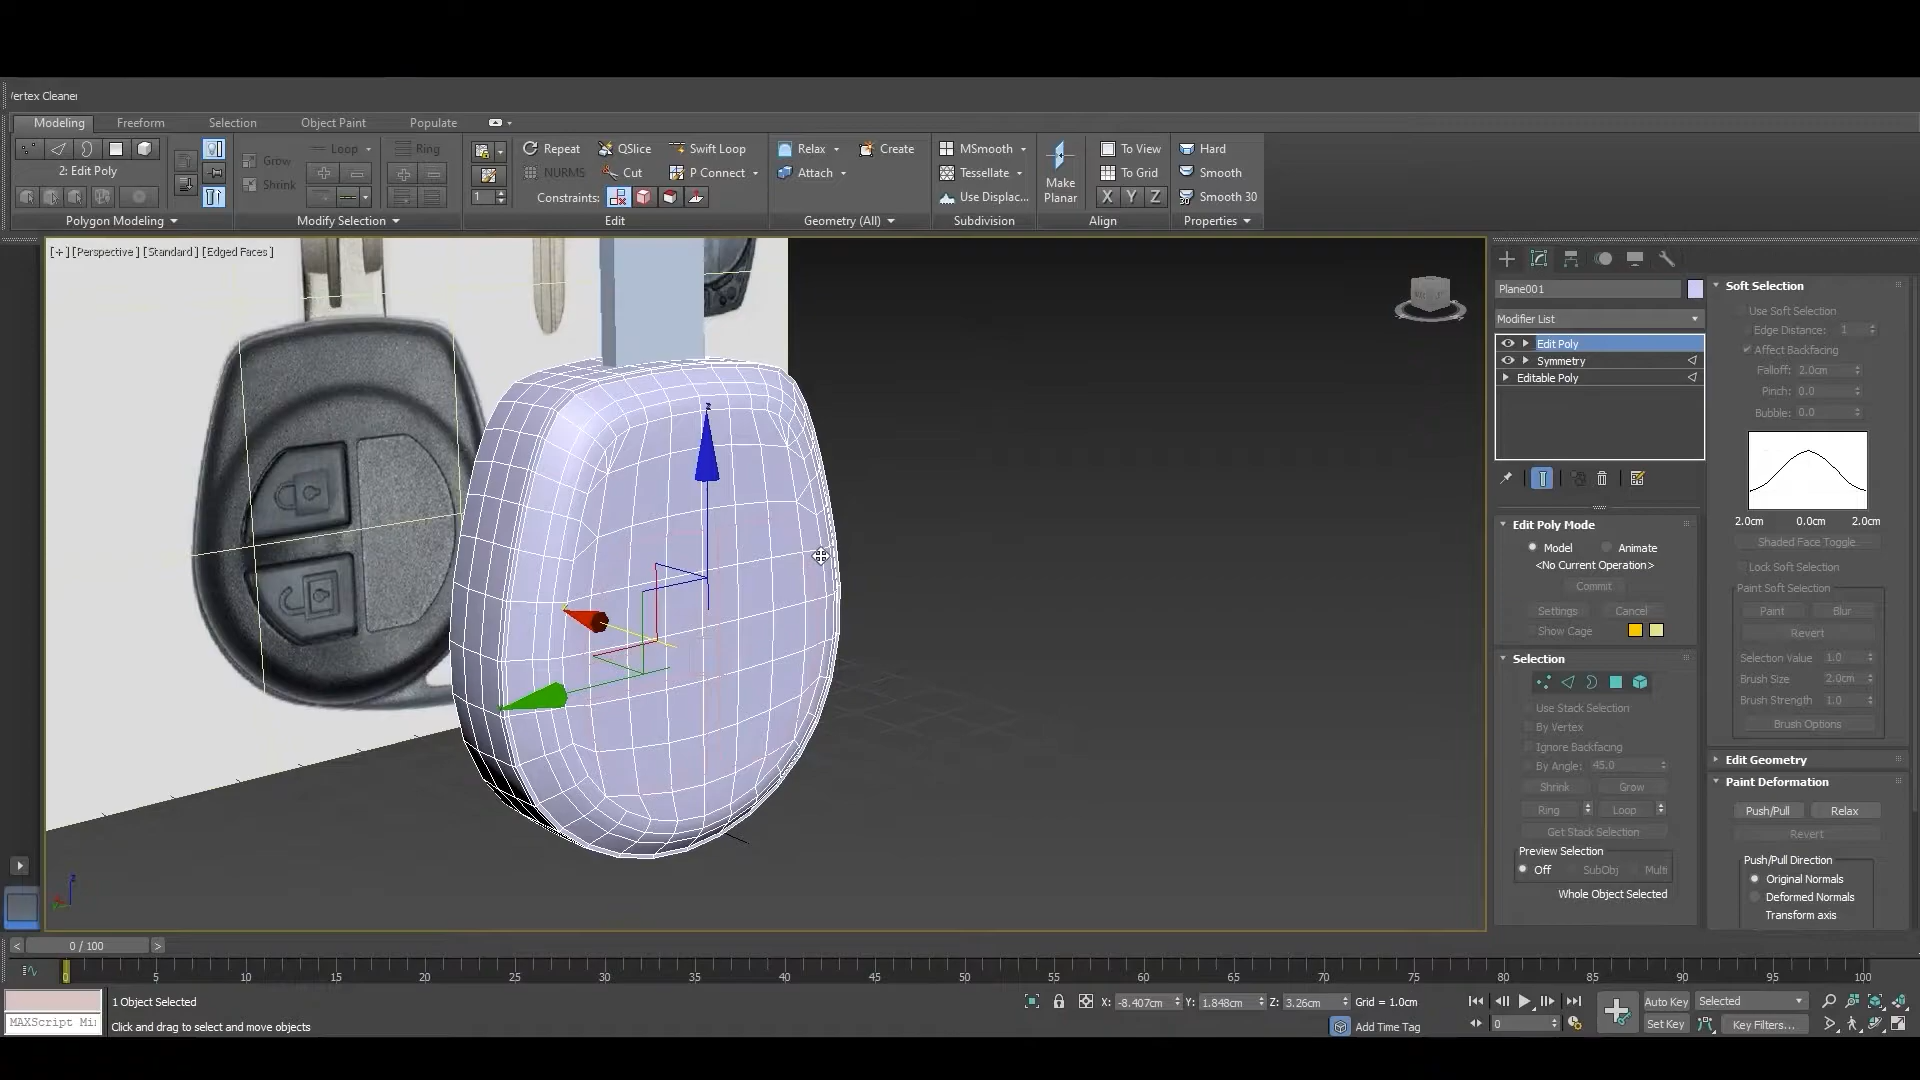 /ertex Cleaner
Modeling Freeform Selection Object Paint Populate
Loop Ring Repeat QSlice Swift Loop Relax Create MSmooth To View Hard
2: Edit Poly Grow NURMS Cut P Connect Attach Tessellate To Grid Smooth
Shrink 1 Constraints: Make Planar Use Displac... X Y Z Smooth 30
Polygon Modeling Modify Selection Edit Geometry (All) Subdivision Align Properties
[+] [Perspective] [Standard] [Edged Faces]
Plane001
Modifier List
Edit Poly
Symmetry
Editable Poly
Edit Poly Mode
Model Animate
<No Current Operation>
Commit
Settings Cancel
Show Cage
Selection
Use Stack Selection
By Vertex
Ignore Backfacing
By Angle: 45.0
Shrink Grow
Ring Loop
Get Stack Selection
Preview Selection
Off SubObj Multi
Whole Object Selected
Soft Selection
Use Soft Selection
Edge Distance: 1
Affect Backfacing
Falloff: 2.0cm
Pinch: 0.0
Bubble: 0.0
2.0cm 0.0cm 2.0cm
Shaded Face Toggle
Lock Soft Selection
Paint Soft Selection
Paint Blur
Revert
Selection Value 1.0
Brush Size 2.0cm
Brush Strength 1.0
Brush Options
Edit Geometry
Paint Deformation
Push/Pull Relax
Revert
Push/Pull Direction
Original Normals
Deformed Normals
Transform axis
z
z
< 0 / 100 >
0 5 10 15 20 25 30 35 40 45 50 55 60 65 70 75 80 85 90 95 100
1 Object Selected X: -8.407cm Y: 1.848cm Z: 3.26cm Grid = 1.0cm Auto Key Selected
MAXScript Mi Click and drag to select and move objects Add Time Tag 0 Set Key Key Filters...